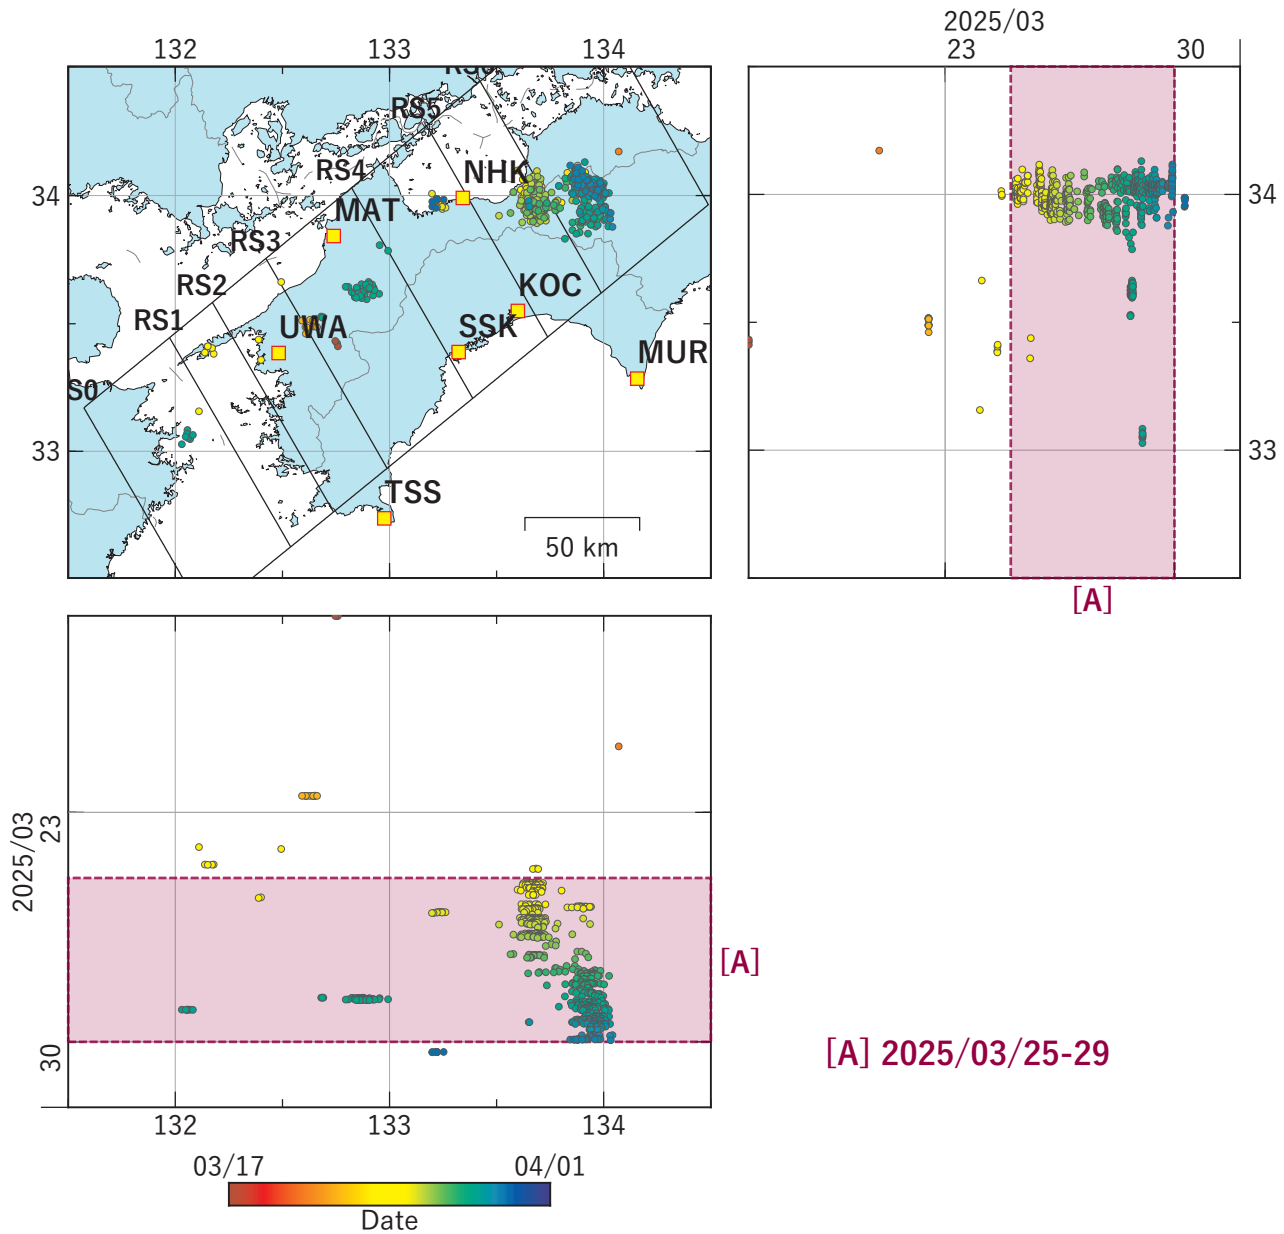 2025/03
132 133 134
23 30
RS6
RS5
RS4
NHK
34
34
MAT
RS3
RS2
KOC
RS1
UWA
SSK
MUR
S0
33
33
TSS
50 km
[A]
2025/03
23
[A]
30
[A] 2025/03/25-29
132 133 134
03/17 04/01
Date